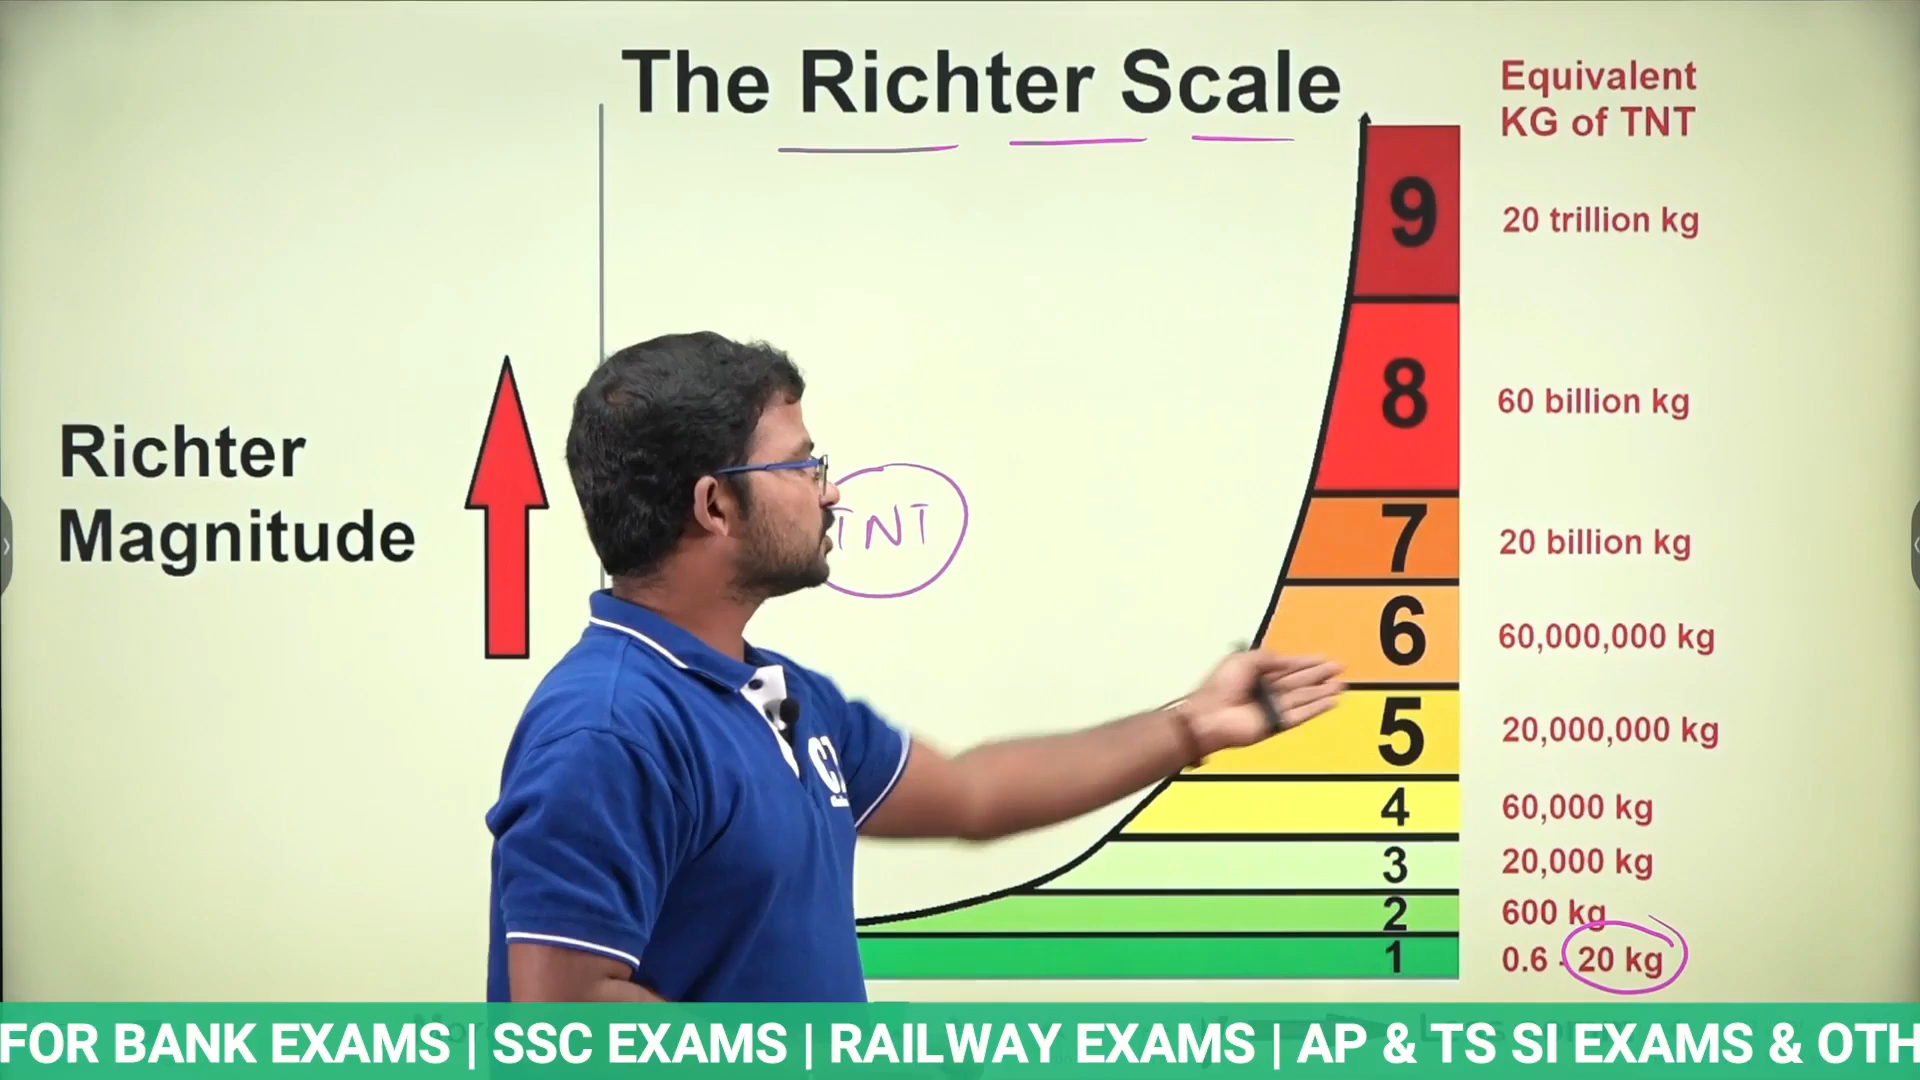 The Richter Scale
Equivalent
KG of TNT
9
20 trillion kg
8
60 billion kg
Richter
Magnitude
TNT
7
20 billion kg
6
60,000,000 kg
5
20,000,000 kg
4
60,000 kg
3
20,000 kg
2
600 kg
1
0.6 - 20 kg
FOR BANK EXAMS | SSC EXAMS | RAILWAY EXAMS | AP & TS SI EXAMS & OTH